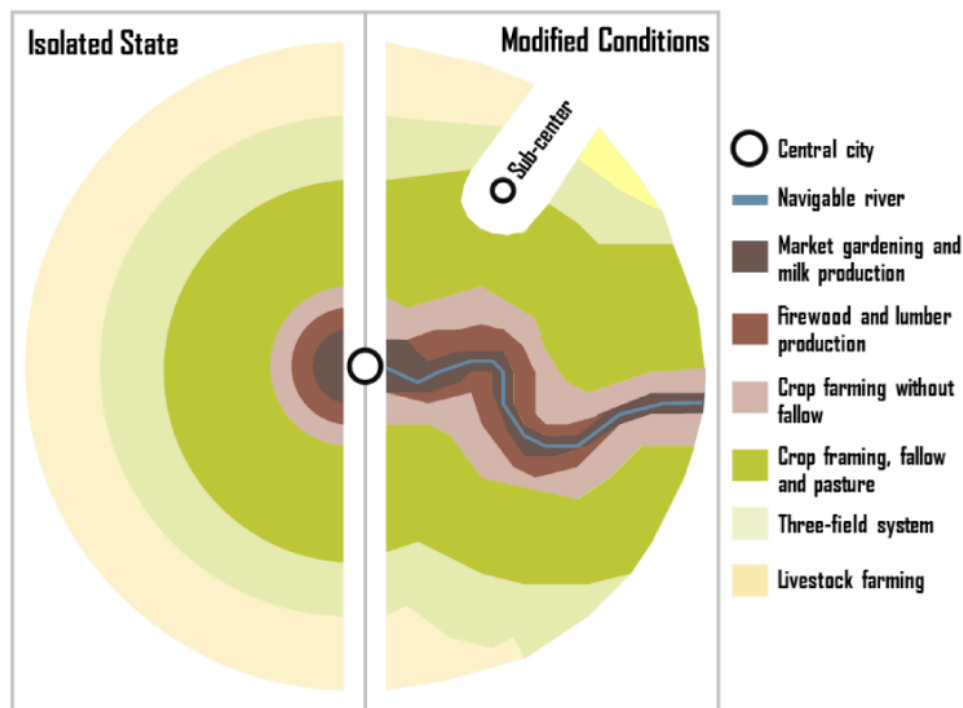 Isolated State
Modified Conditions
Sub-center
Central city
Navigable river
Market gardening and
milk production
Firewood and lumber
production
Crop farming without
fallow
Crop framing, fallow
and pasture
Three-field system
Livestock farming